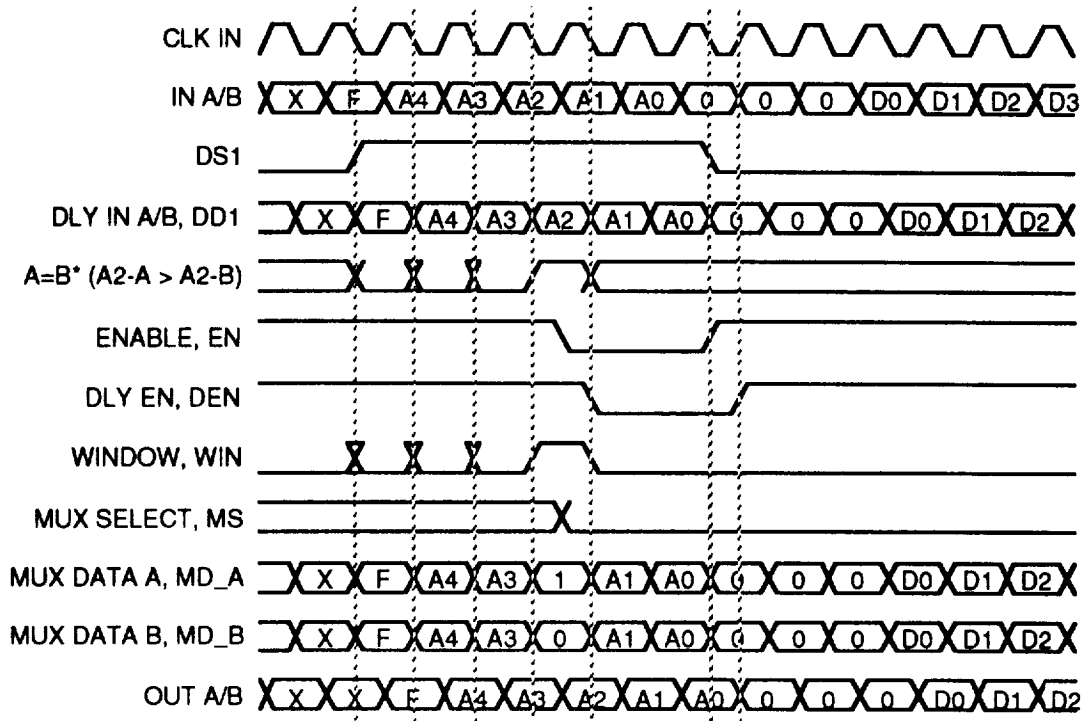 CLK IN
IN A/B X F A4 A3 A2 A1 A0 0 0 0 D0 D1 D2 D3
DS1
DLY IN A/B, DD1 X F A4 A3 A2 A1 A0 0 0 0 D0 D1 D2
A=B* (A2-A > A2-B)
ENABLE, EN
DLY EN, DEN
WINDOW, WIN
MUX SELECT, MS
MUX DATA A, MD_A X F A4 A3 1 A1 A0 0 0 0 D0 D1 D2
MUX DATA B, MD_B X F A4 A3 0 A1 A0 0 0 0 D0 D1 D2
OUT A/B X X F A4 A3 A2 A1 A0 0 0 0 D0 D1 D2